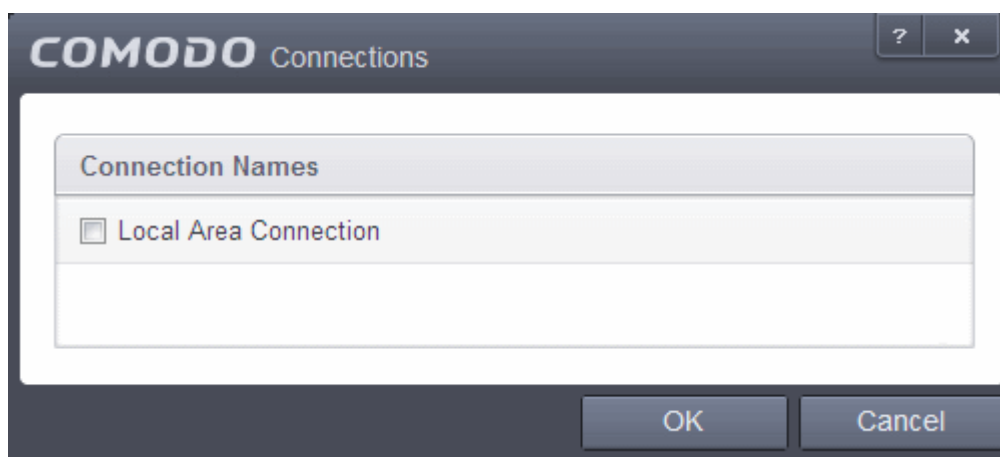 COMODO Connections
? ×
Connection Names
Local Area Connection
OK Cancel